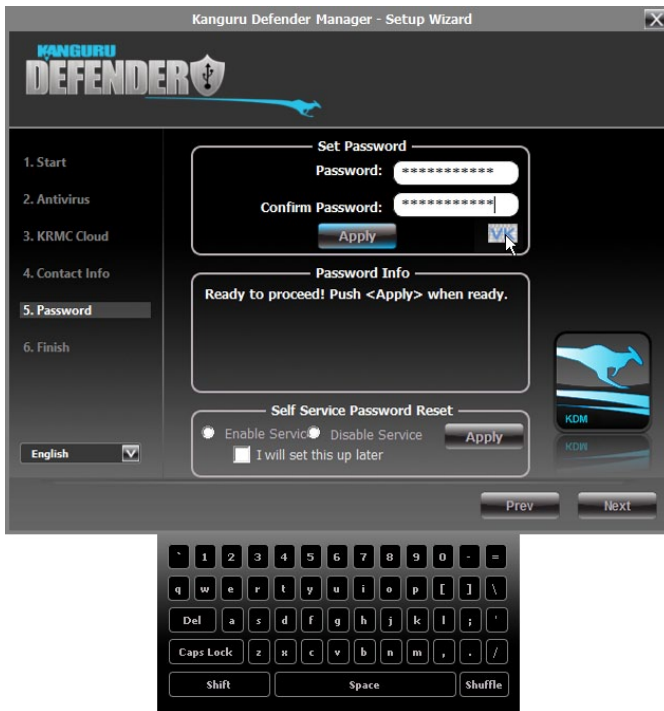 Kanguru Defender Manager - Setup Wizard
KANGURU
DEFENDER
1. Start
2. Antivirus
3. KRMC Cloud
4. Contact Info
5. Password
6. Finish
English
Set Password
Password: ***********
Confirm Password: ***********
Apply VK
Password Info
Ready to proceed! Push <Apply> when ready.
Self Service Password Reset
Enable Servic Disable Service Apply
I will set this up later
KDM
Prev Next
` 1 2 3 4 5 6 7 8 9 0 - =
q w e r t y u i o p [ ] \
Del a s d f g h j k l ; '
Caps Lock z x c v b n m , . /
Shift Space Shuffle